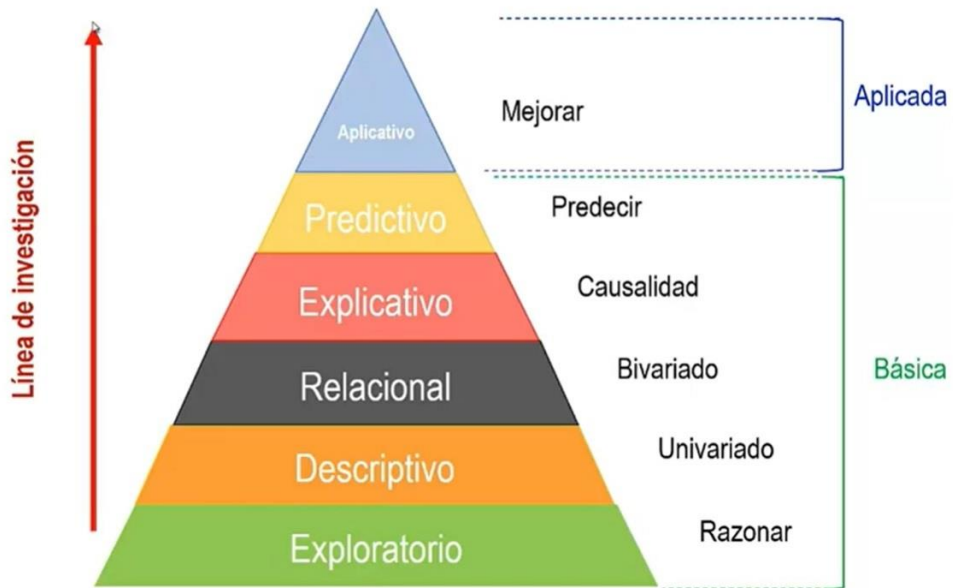 Línea de investigación
Aplicativo
Mejorar
Aplicada
Predictivo
Predecir
Explicativo
Causalidad
Relacional
Bivariado
Básica
Descriptivo
Univariado
Exploratorio
Razonar